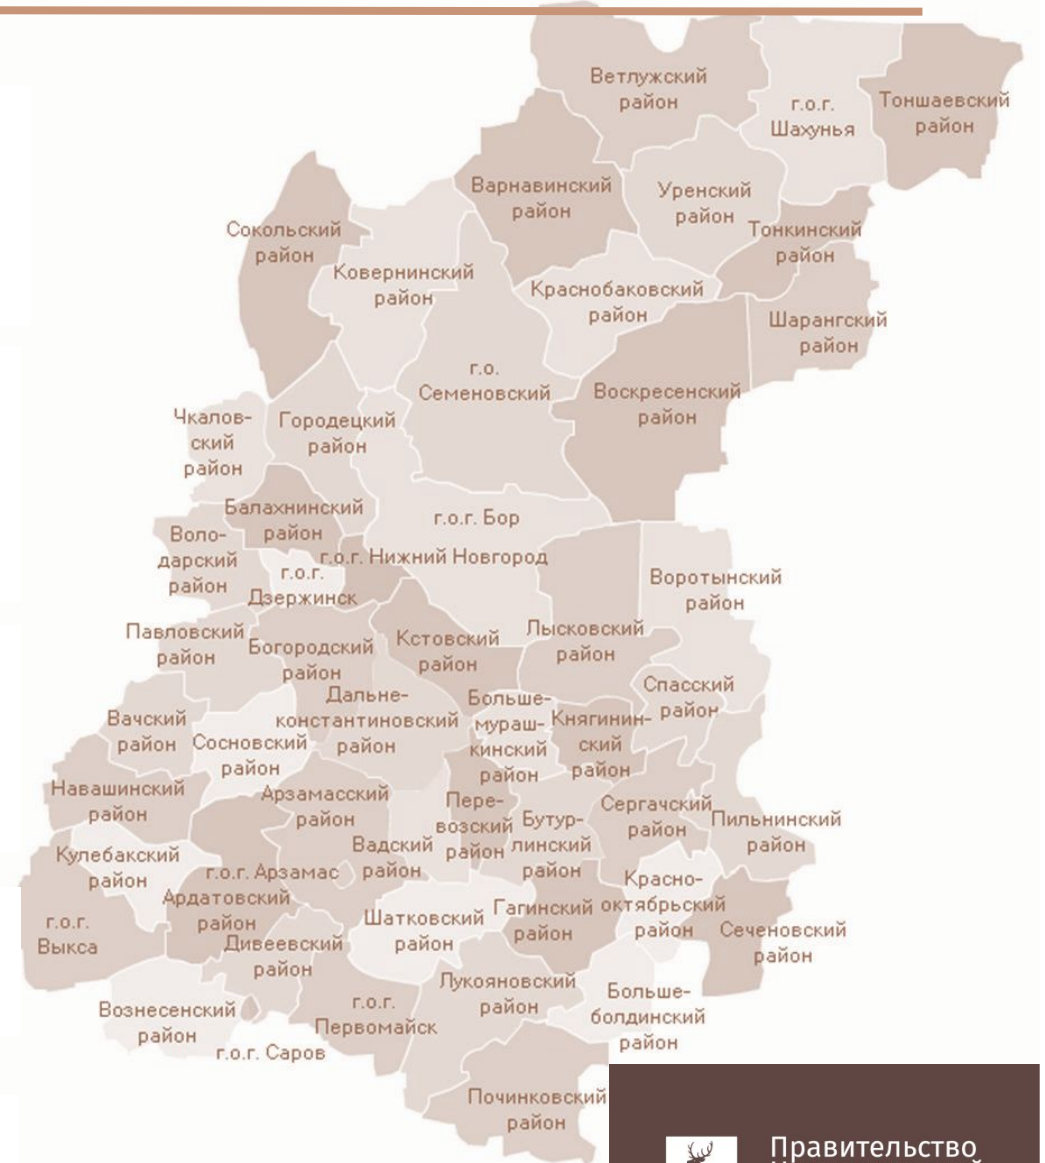 Ветлужский
район
г.о.г.
Шахунья
Тоншаевский
район
Варнавинский
район
Уренский
район
Тонкинский
район
Сокольский
район
Ковернинский
район
Краснобаковский
район
Шарангский
район
г.о.
Семеновский
Воскресенский
район
Чкалов-
ский
район
Городецкий
район
Балахнинский
район
г.о.г. Бор
Воло-
дарский
район
г.о.г. Нижний Новгород
г.о.г.
Дзержинск
Воротынский
район
Павловский
район
Богородский
район
Кстовский
район
Лысковский
район
Спасский
район
Вачский
район
Сосновский
район
Дальне-
константиновский
район
Больше-
мураш-
кинский
район
Княгинин-
ский
район
Навашинский
район
Арзамасский
район
Пере-
возский
район
Бутур-
линский
район
Сергачский
район
Пильнинский
район
Кулебакский
район
Вадский
район
г.о.г. Арзамас
Ардатовский
район
Шатковский
район
Гагинский
район
Красно-
октябрьский
район
Сеченовский
район
г.о.г.
Выкса
Дивеевский
район
Лукояновский
район
Больше-
болдинский
район
Вознесенский
район
г.о.г. Саров
г.о.г.
Первомайск
Починковский
район
Правительство